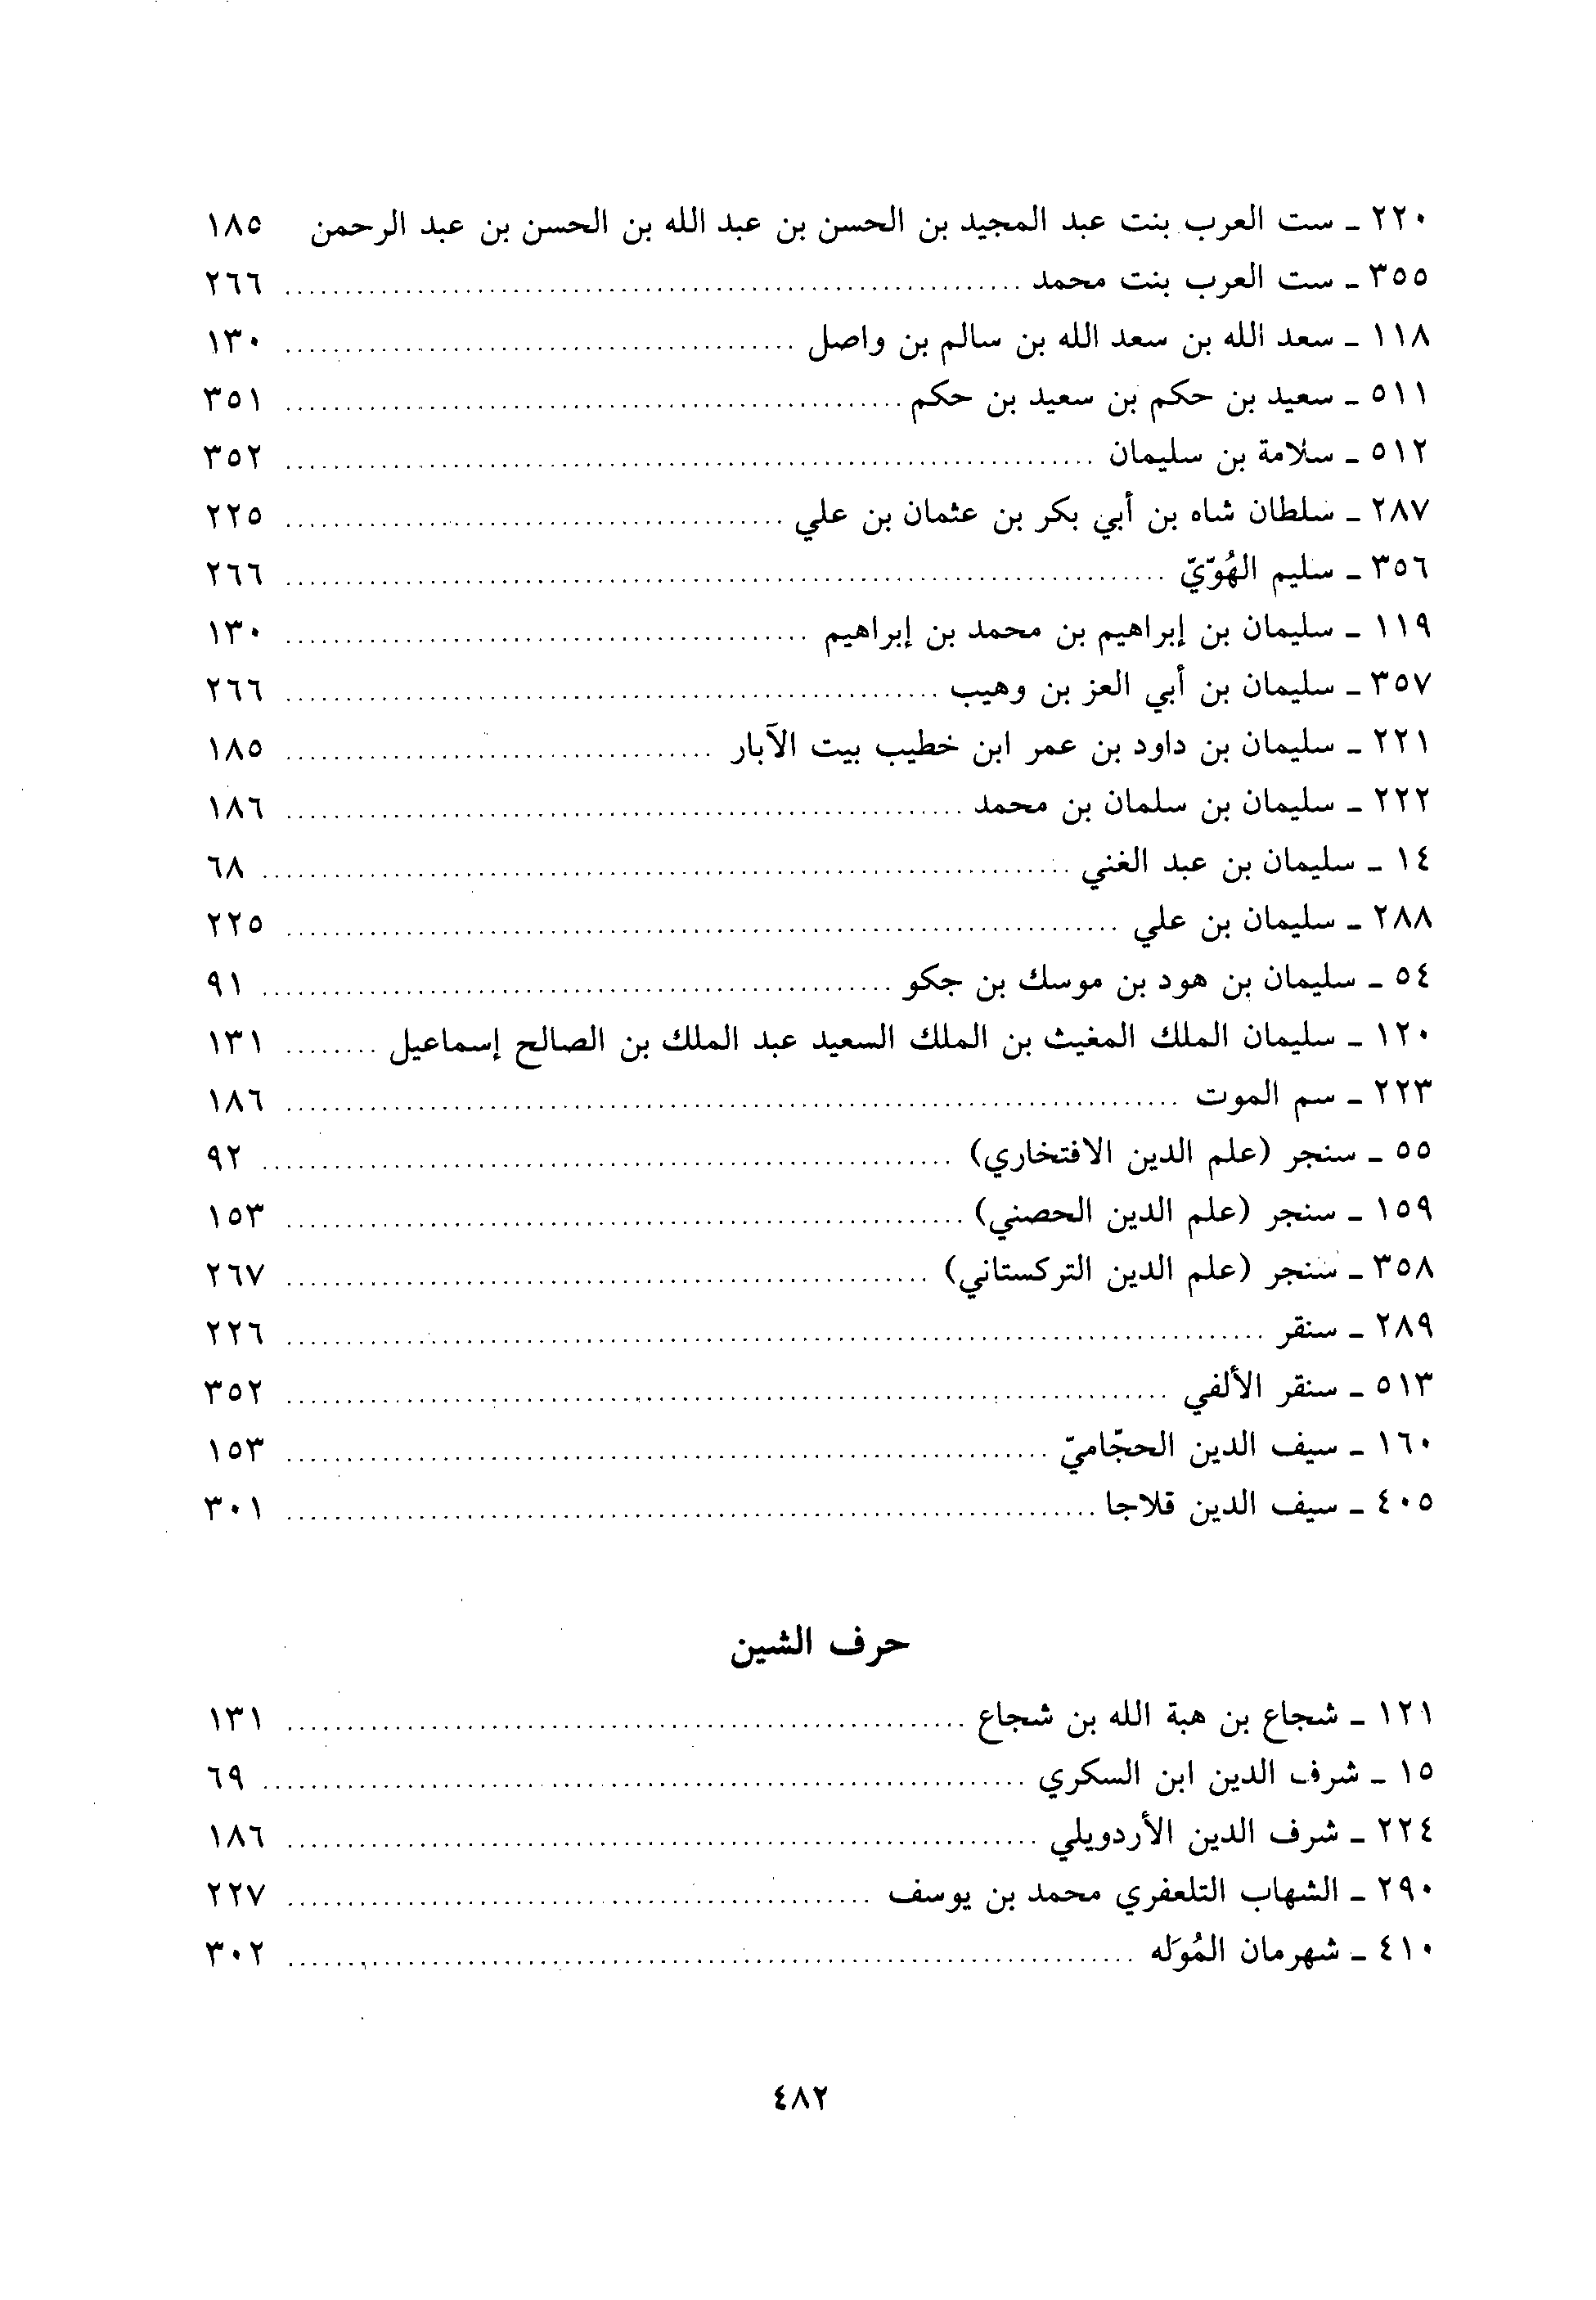 ٢٢٠ ـ ست العرب بنت عبد المجيد بن الحسن بن عبد الله بن الحسن بن عبد الرحمن ١٨٥
٣٥٥ ـ ست العرب بنت محمد ........ ٢٦٦
١١٨ ـ سعد الله بن سعد الله بن سالم بن واصل ........ ١٣٠
٥١١ ـ سعيد بن حكم بن سعيد بن حكم ........ ٣٥١
٥١٢ ـ سلامة بن سليمان ........ ٣٥٢
٢٨٧ ـ سلطان شاه بن أبي بكر بن عثمان بن علي ........ ٢٢٥
٣٥٦ ـ سليم الهُوّيّ ........ ٢٦٦
١١٩ ـ سليمان بن إبراهيم بن محمد بن إبراهيم ........ ١٣٠
٣٥٧ ـ سليمان بن أبي العز بن وهيب ........ ٢٦٦
٢٢١ ـ سليمان بن داود بن عمر ابن خطيب بيت الآبار ........ ١٨٥
٢٢٢ ـ سليمان بن سلمان بن محمد ........ ١٨٦
١٤ ـ سليمان بن عبد الغني ........ ٦٨
٢٨٨ ـ سليمان بن علي ........ ٢٢٥
٥٤ ـ سليمان بن هود بن موسك بن جكو ........ ٩١
١٢٠ ـ سليمان الملك المغيث بن الملك السعيد عبد الملك بن الصالح إسماعيل ........ ١٣١
٢٢٣ ـ سم الموت ........ ١٨٦
٥٥ ـ سنجر (علم الدين الافتخاري) ........ ٩٢
١٥٩ ـ سنجر (علم الدين الحصني) ........ ١٥٣
٣٥٨ ـ سنجر (علم الدين التركستاني) ........ ٢٦٧
٢٨٩ ـ سنقر ........ ٢٢٦
٥١٣ ـ سنقر الألفي ........ ٣٥٢
١٦٠ ـ سيف الدين الحجّاميّ ........ ١٥٣
٤٠٥ ـ سيف الدين قلاجا ........ ٣٠١
حرف الشين
١٢١ ـ شجاع بن هبة الله بن شجاع ........ ١٣١
١٥ ـ شرف الدين ابن السكري ........ ٦٩
٢٢٤ ـ شرف الدين الأردويلي ........ ١٨٦
٢٩٠ ـ الشهاب التلعفري محمد بن يوسف ........ ٢٢٧
٤١٠ ـ شهرمان المُوَله ........ ٣٠٢
٤٨٢